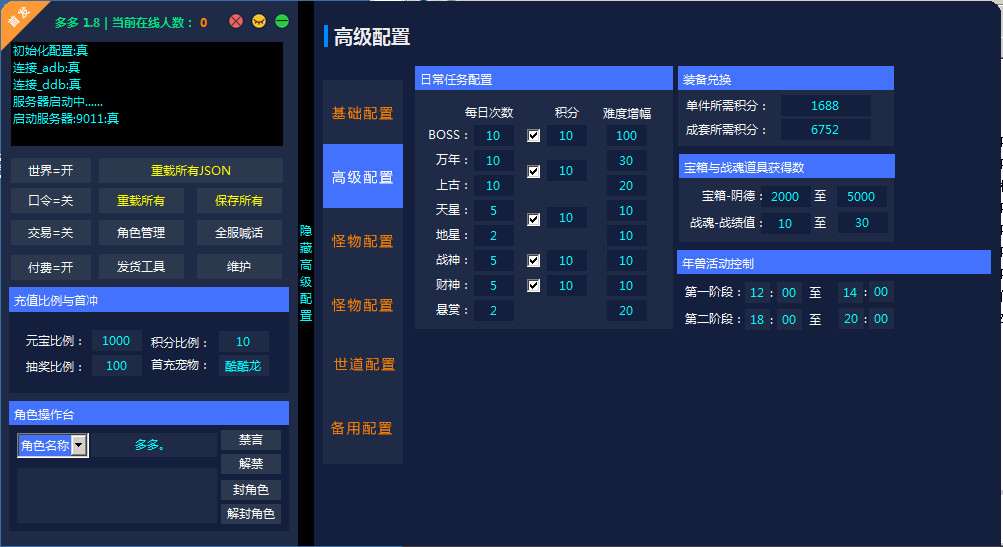 首发
多多 1.8 | 当前在线人数： 0
初始化配置:真
连接_adb:真
连接_ddb:真
服务器启动中......
启动服务器:9011:真
世界=开 重载所有JSON
口令=关 重载所有 保存所有
交易=关 角色管理 全服喊话
付费=开 发货工具 维护
充值比例与首冲
元宝比例： 1000 积分比例： 10
抽奖比例： 100 首充宠物： 酷酷龙
角色操作台
角色名称 多多。 禁言
解禁
封角色
解封角色
隐藏高级配置
高级配置
基础配置
高级配置
怪物配置
怪物配置
世道配置
备用配置
日常任务配置
每日次数 积分 难度增幅
BOSS： 10 10 100
万年： 10 10 30
上古： 10 20
天星： 5 10 10
地星： 2 10
战神： 5 10 10
财神： 5 10 10
悬赏： 2 20
装备兑换
单件所需积分： 1688
成套所需积分： 6752
宝箱与战魂道具获得数
宝箱-阴德： 2000 至 5000
战魂-战绩值： 10 至 30
年兽活动控制
第一阶段： 12 : 00 至 14 : 00
第二阶段： 18 : 00 至 20 : 00